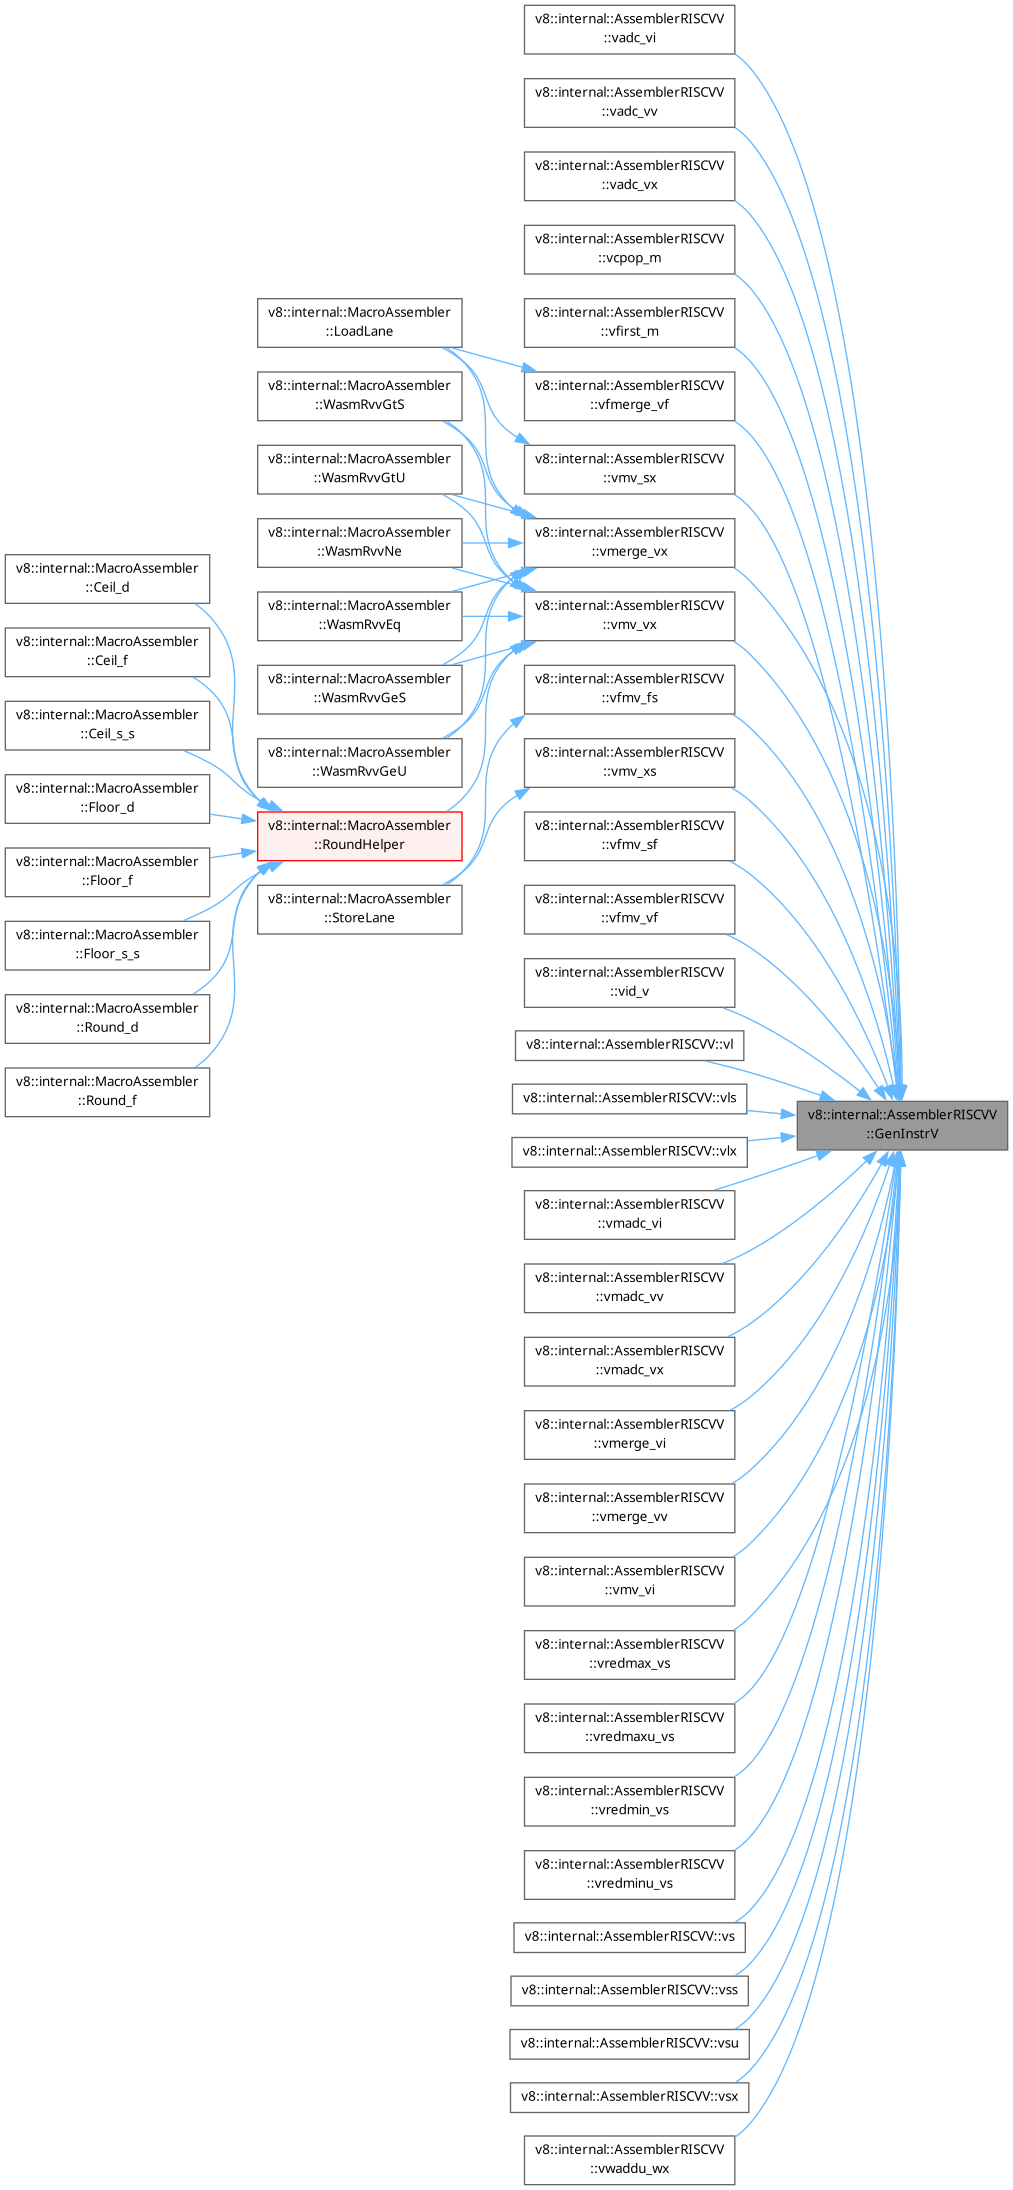 v8::internal::AssemblerRISCVV
::vadc_vi
v8::internal::AssemblerRISCVV
::vadc_vv
v8::internal::AssemblerRISCVV
::vadc_vx
v8::internal::AssemblerRISCVV
::vcpop_m
v8::internal::AssemblerRISCVV
::vfirst_m
v8::internal::AssemblerRISCVV
::vfmerge_vf
v8::internal::AssemblerRISCVV
::vmv_sx
v8::internal::AssemblerRISCVV
::vmerge_vx
v8::internal::AssemblerRISCVV
::vmv_vx
v8::internal::AssemblerRISCVV
::vfmv_fs
v8::internal::AssemblerRISCVV
::vmv_xs
v8::internal::AssemblerRISCVV
::vfmv_sf
v8::internal::AssemblerRISCVV
::vfmv_vf
v8::internal::AssemblerRISCVV
::vid_v
v8::internal::AssemblerRISCVV::vl
v8::internal::AssemblerRISCVV::vls
v8::internal::AssemblerRISCVV::vlx
v8::internal::AssemblerRISCVV
::vmadc_vi
v8::internal::AssemblerRISCVV
::vmadc_vv
v8::internal::AssemblerRISCVV
::vmadc_vx
v8::internal::AssemblerRISCVV
::vmerge_vi
v8::internal::AssemblerRISCVV
::vmerge_vv
v8::internal::AssemblerRISCVV
::vmv_vi
v8::internal::AssemblerRISCVV
::vredmax_vs
v8::internal::AssemblerRISCVV
::vredmaxu_vs
v8::internal::AssemblerRISCVV
::vredmin_vs
v8::internal::AssemblerRISCVV
::vredminu_vs
v8::internal::AssemblerRISCVV::vs
v8::internal::AssemblerRISCVV::vss
v8::internal::AssemblerRISCVV::vsu
v8::internal::AssemblerRISCVV::vsx
v8::internal::AssemblerRISCVV
::vwaddu_wx
v8::internal::MacroAssembler
::LoadLane
v8::internal::MacroAssembler
::WasmRvvGtS
v8::internal::MacroAssembler
::WasmRvvGtU
v8::internal::MacroAssembler
::WasmRvvNe
v8::internal::MacroAssembler
::WasmRvvEq
v8::internal::MacroAssembler
::WasmRvvGeS
v8::internal::MacroAssembler
::WasmRvvGeU
v8::internal::MacroAssembler
::RoundHelper
v8::internal::MacroAssembler
::StoreLane
v8::internal::MacroAssembler
::Ceil_d
v8::internal::MacroAssembler
::Ceil_f
v8::internal::MacroAssembler
::Ceil_s_s
v8::internal::MacroAssembler
::Floor_d
v8::internal::MacroAssembler
::Floor_f
v8::internal::MacroAssembler
::Floor_s_s
v8::internal::MacroAssembler
::Round_d
v8::internal::MacroAssembler
::Round_f
v8::internal::AssemblerRISCVV
::GenInstrV